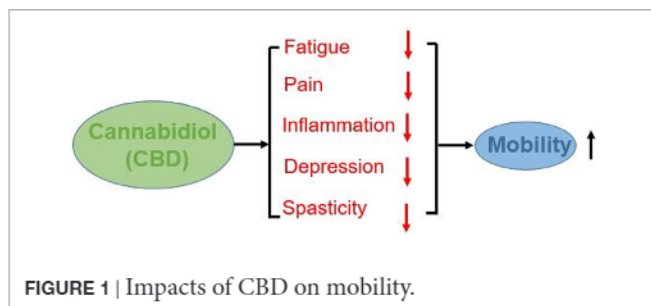 Cannabidiol
(CBD)
Fatigue
Pain
Inflammation
Depression
Spasticity
Mobility
FIGURE 1 | Impacts of CBD on mobility.